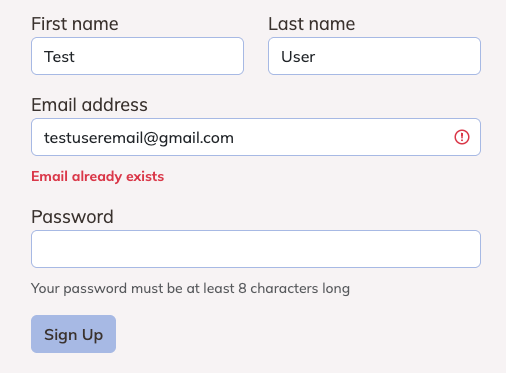 First name
Last name
Test
User
Email address
testuseremail@gmail.com
Email already exists
Password
Your password must be at least 8 characters long
Sign Up